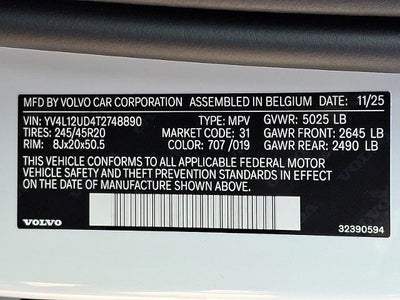 MFD BY VOLVO CAR CORPORATION ASSEMBLED IN BELGIUM DATE: 11/25
VIN: YV4L12UD4T2748890 TYPE: MPV GVWR: 5025 LB
TIRES: 245/45R20 MARKET CODE: 31 GAWR FRONT: 2645 LB
RIM: 8Jx20x50.5 COLOR: 707 /019 GAWR REAR: 2490 LB
THIS VEHICLE CONFORMS TO ALL APPLICABLE FEDERAL MOTOR
VEHICLE SAFETY AND THEFT PREVENTION STANDARDS IN EFFECT
ON THE DATE OF MANUFACTURE SHOWN ABOVE.
VOLVO
32390594